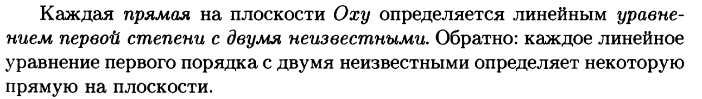 Каждая прямая на плоскости Oxy определяется линейным уравне-
нием первой степени с двумя неизвестными. Обратно: каждое линейное
уравнение первого порядка с двумя неизвестными определяет некоторую
прямую на плоскости.